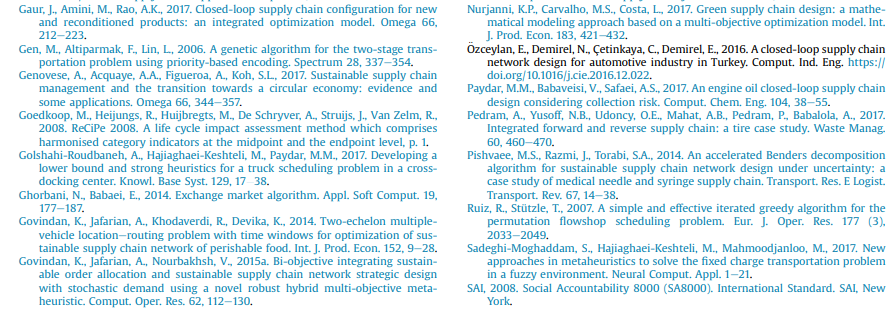 Gaur, J., Amini, M., Rao, A.K., 2017. Closed-loop supply chain configuration for new
and reconditioned products: an integrated optimization model. Omega 66,
212–223.
Gen, M., Altiparmak, F., Lin, L., 2006. A genetic algorithm for the two-stage trans-
portation problem using priority-based encoding. Spectrum 28, 337–354.
Genovese, A., Acquaye, A.A., Figueroa, A., Koh, S.L., 2017. Sustainable supply chain
management and the transition towards a circular economy: evidence and
some applications. Omega 66, 344–357.
Goedkoop, M., Heijungs, R., Huijbregts, M., De Schryver, A., Struijs, J., Van Zelm, R.,
2008. ReCiPe 2008. A life cycle impact assessment method which comprises
harmonised category indicators at the midpoint and the endpoint level, p. 1.
Golshahi-Roudbaneh, A., Hajiaghaei-Keshteli, M., Paydar, M.M., 2017. Developing a
lower bound and strong heuristics for a truck scheduling problem in a cross-
docking center. Knowl. Base Syst. 129, 17–38.
Ghorbani, N., Babaei, E., 2014. Exchange market algorithm. Appl. Soft Comput. 19,
177–187.
Govindan, K., Jafarian, A., Khodaverdi, R., Devika, K., 2014. Two-echelon multiple-
vehicle location–routing problem with time windows for optimization of sus-
tainable supply chain network of perishable food. Int. J. Prod. Econ. 152, 9–28.
Govindan, K., Jafarian, A., Nourbakhsh, V., 2015a. Bi-objective integrating sustain-
able order allocation and sustainable supply chain network strategic design
with stochastic demand using a novel robust hybrid multi-objective meta-
heuristic. Comput. Oper. Res. 62, 112–130.
Nurjanni, K.P., Carvalho, M.S., Costa, L., 2017. Green supply chain design: a mathe-
matical modeling approach based on a multi-objective optimization model. Int.
J. Prod. Econ. 183, 421–432.
Özceylan, E., Demirel, N., Çetinkaya, C., Demirel, E., 2016. A closed-loop supply chain
network design for automotive industry in Turkey. Comput. Ind. Eng. https://
doi.org/10.1016/j.cie.2016.12.022.
Paydar, M.M., Babaveisi, V., Safaei, A.S., 2017. An engine oil closed-loop supply chain
design considering collection risk. Comput. Chem. Eng. 104, 38–55.
Pedram, A., Yusoff, N.B., Udoncy, O.E., Mahat, A.B., Pedram, P., Babalola, A., 2017.
Integrated forward and reverse supply chain: a tire case study. Waste Manag.
60, 460–470.
Pishvaee, M.S., Razmi, J., Torabi, S.A., 2014. An accelerated Benders decomposition
algorithm for sustainable supply chain network design under uncertainty: a
case study of medical needle and syringe supply chain. Transport. Res. E Logist.
Transport. Rev. 67, 14–38.
Ruiz, R., Stützle, T., 2007. A simple and effective iterated greedy algorithm for the
permutation flowshop scheduling problem. Eur. J. Oper. Res. 177 (3),
2033–2049.
Sadeghi-Moghaddam, S., Hajiaghaei-Keshteli, M., Mahmoodjanloo, M., 2017. New
approaches in metaheuristics to solve the fixed charge transportation problem
in a fuzzy environment. Neural Comput. Appl. 1–21.
SAI, 2008. Social Accountability 8000 (SA8000). International Standard. SAI, New
York.